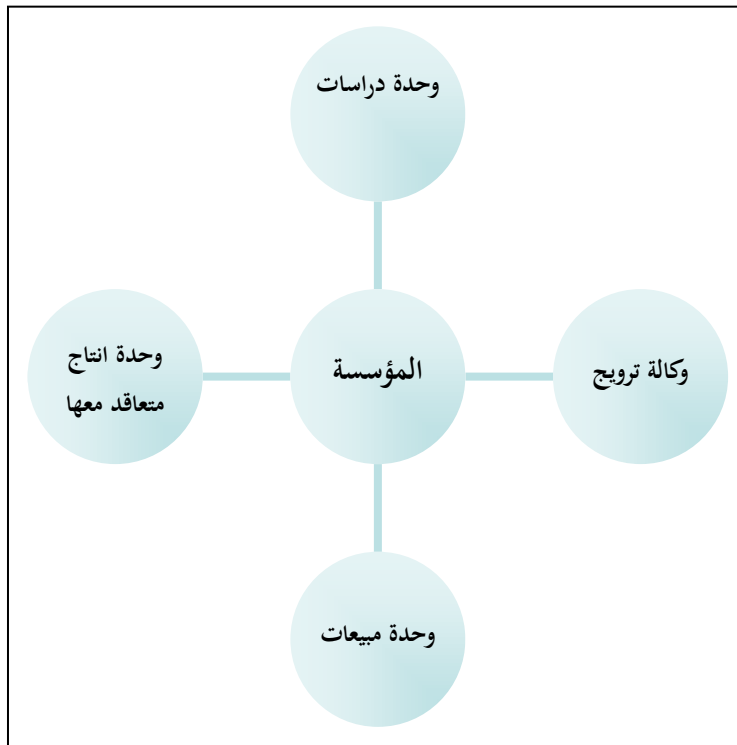 وحدة دراسات
وكالة ترويج
المؤسسة
وحدة انتاج
متعاقد معها
وحدة مبيعات